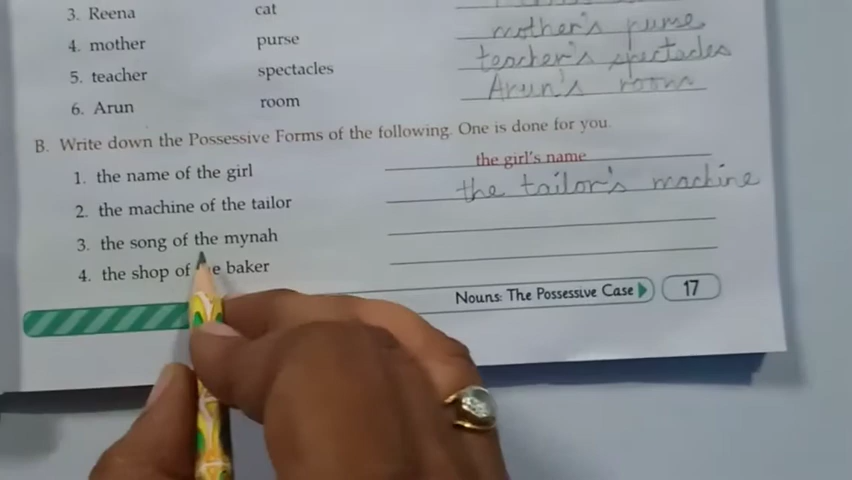 3. Reena cat
4. mother purse mother's purse
5. teacher spectacles teacher's spectacles
6. Arun room Arun's room
B. Write down the Possessive Forms of the following. One is done for you.
1. the name of the girl the girl's name
2. the machine of the tailor the tailor's machine
3. the song of the mynah
4. the shop of the baker
Nouns: The Possessive Case 17